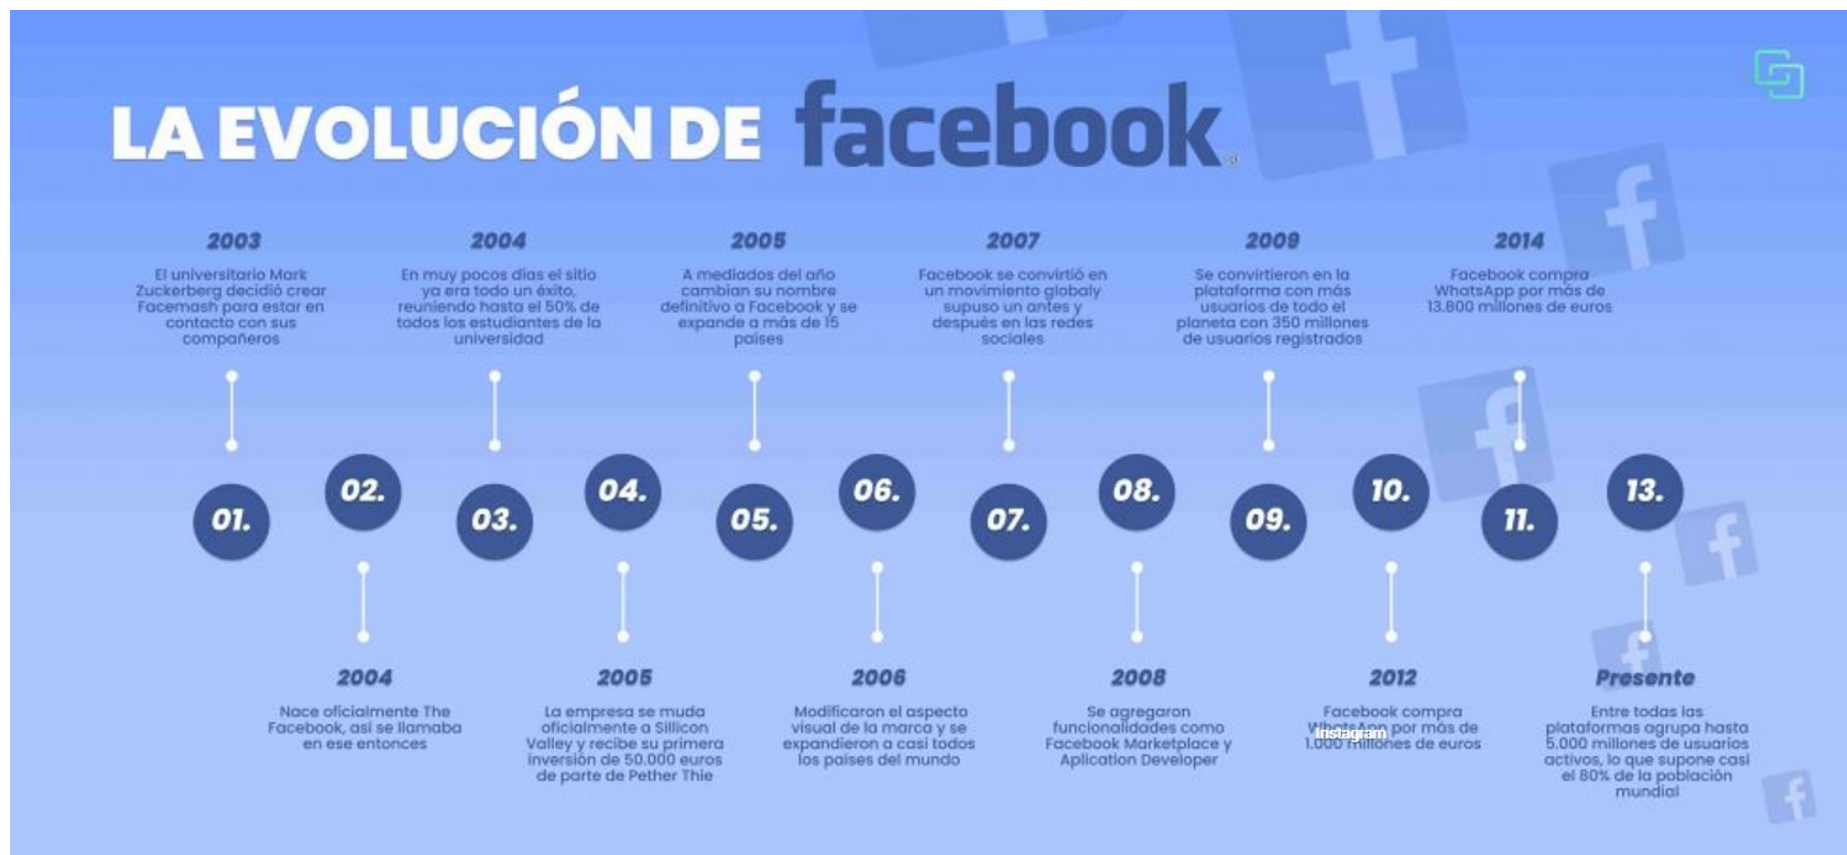 LA EVOLUCIÓN DE facebook®
2003
El universitario Mark
Zuckerberg decidió crear
Facemash para estar en
contacto con sus
compañeros
2004
En muy pocos días el sitio
ya era todo un éxito,
reuniendo hasta el 50% de
todos los estudiantes de la
universidad
2005
A mediados del año
cambian su nombre
definitivo a Facebook y se
expande a más de 15
países
2007
Facebook se convirtió en
un movimiento globaly
supuso un antes y
después en las redes
sociales
2009
Se convirtieron en la
plataforma con más
usuarios de todo el
planeta con 350 millones
de usuarios registrados
2014
Facebook compra
WhatsApp por más de
13.800 millones de euros
01.
02.
03.
04.
05.
06.
07.
08.
09.
10.
11.
13.
2004
Nace oficialmente The
Facebook, así se llamaba
en ese entonces
2005
La empresa se muda
oficialmente a Sillicon
Valley y recibe su primera
inversión de 50.000 euros
de parte de Pether Thie
2006
Modificaron el aspecto
visual de la marca y se
expandieron a casi todos
los países del mundo
2008
Se agregaron
funcionalidades como
Facebook Marketplace y
Aplication Developer
2012
Facebook compra
WhatsApp por más de
Instagram
1.000 millones de euros
Presente
Entre todas las
plataformas agrupa hasta
5.000 millones de usuarios
activos, lo que supone casi
el 80% de la población
mundial